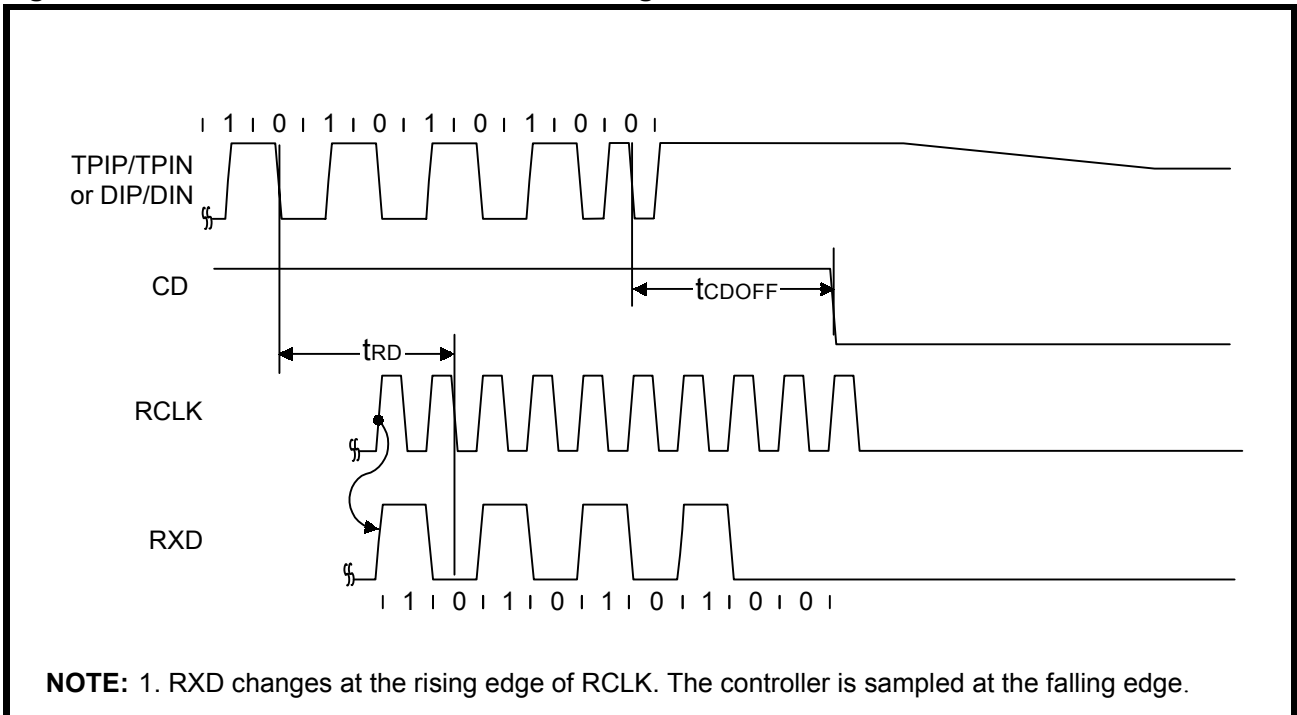 1 0 1 0 1 0 1 0 0
TPIP/TPIN
or DIP/DIN
CD
tCDOFF
tRD
RCLK
RXD
1 0 1 0 1 0 1 0 0
NOTE: 1. RXD changes at the rising edge of RCLK. The controller is sampled at the falling edge.